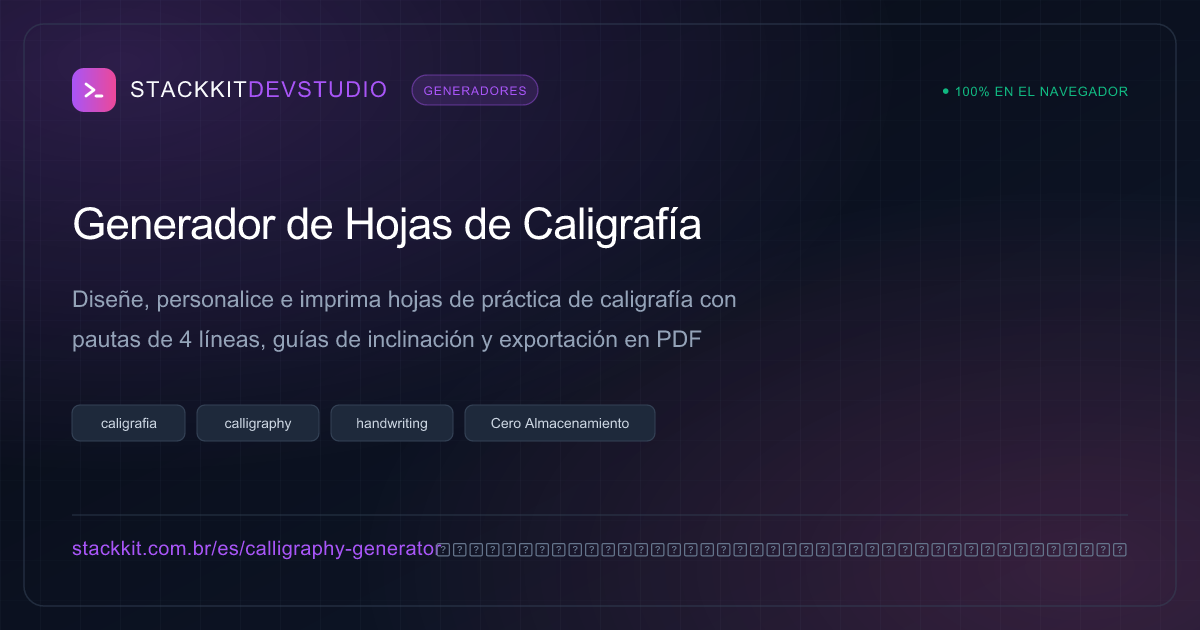 STACKKITDEVSTUDIO
GENERADORES
100% EN EL NAVEGADOR
Generador de Hojas de Caligrafía
Diseñe, personalice e imprima hojas de práctica de caligrafía con
pautas de 4 líneas, guías de inclinación y exportación en PDF
caligrafia
calligraphy
handwriting
Cero Almacenamiento
stackkit.com.br/es/calligraphy-generator